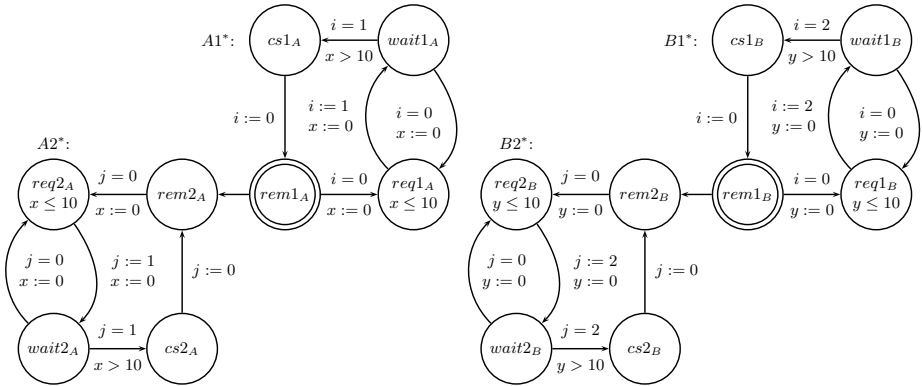 A1*:
cs1_A
i = 1
x > 10
wait1_A
i := 0
i := 1
x := 0
i = 0
x := 0
A2*:
req2_A
x ≤ 10
j = 0
x := 0
rem2_A
rem1_A
i = 0
x := 0
req1_A
x ≤ 10
j = 0
x := 0
j := 1
x := 0
j := 0
wait2_A
j = 1
x > 10
cs2_A
B1*:
cs1_B
i = 2
y > 10
wait1_B
i := 0
i := 2
y := 0
i = 0
y := 0
B2*:
req2_B
y ≤ 10
j = 0
y := 0
rem2_B
rem1_B
i = 0
y := 0
req1_B
y ≤ 10
j = 0
y := 0
j := 2
y := 0
j := 0
wait2_B
j = 2
y > 10
cs2_B